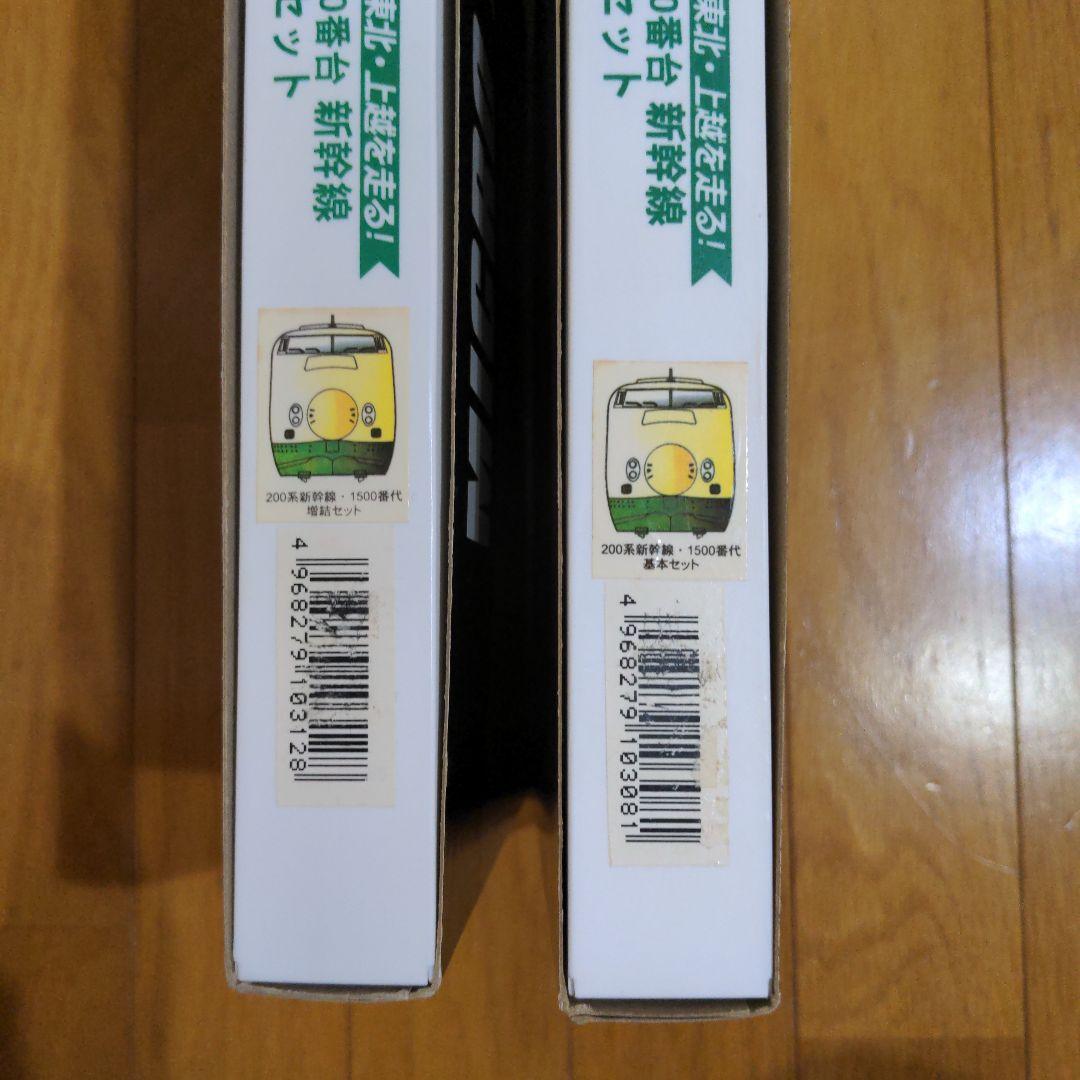 東北・上越を走る!
0番台 新幹線
セット
200系新幹線・1500番代
増結セット
4 968279 103128
東北・上越を走る!
0番台 新幹線
セット
200系新幹線・1500番代
基本セット
4 968279 103081